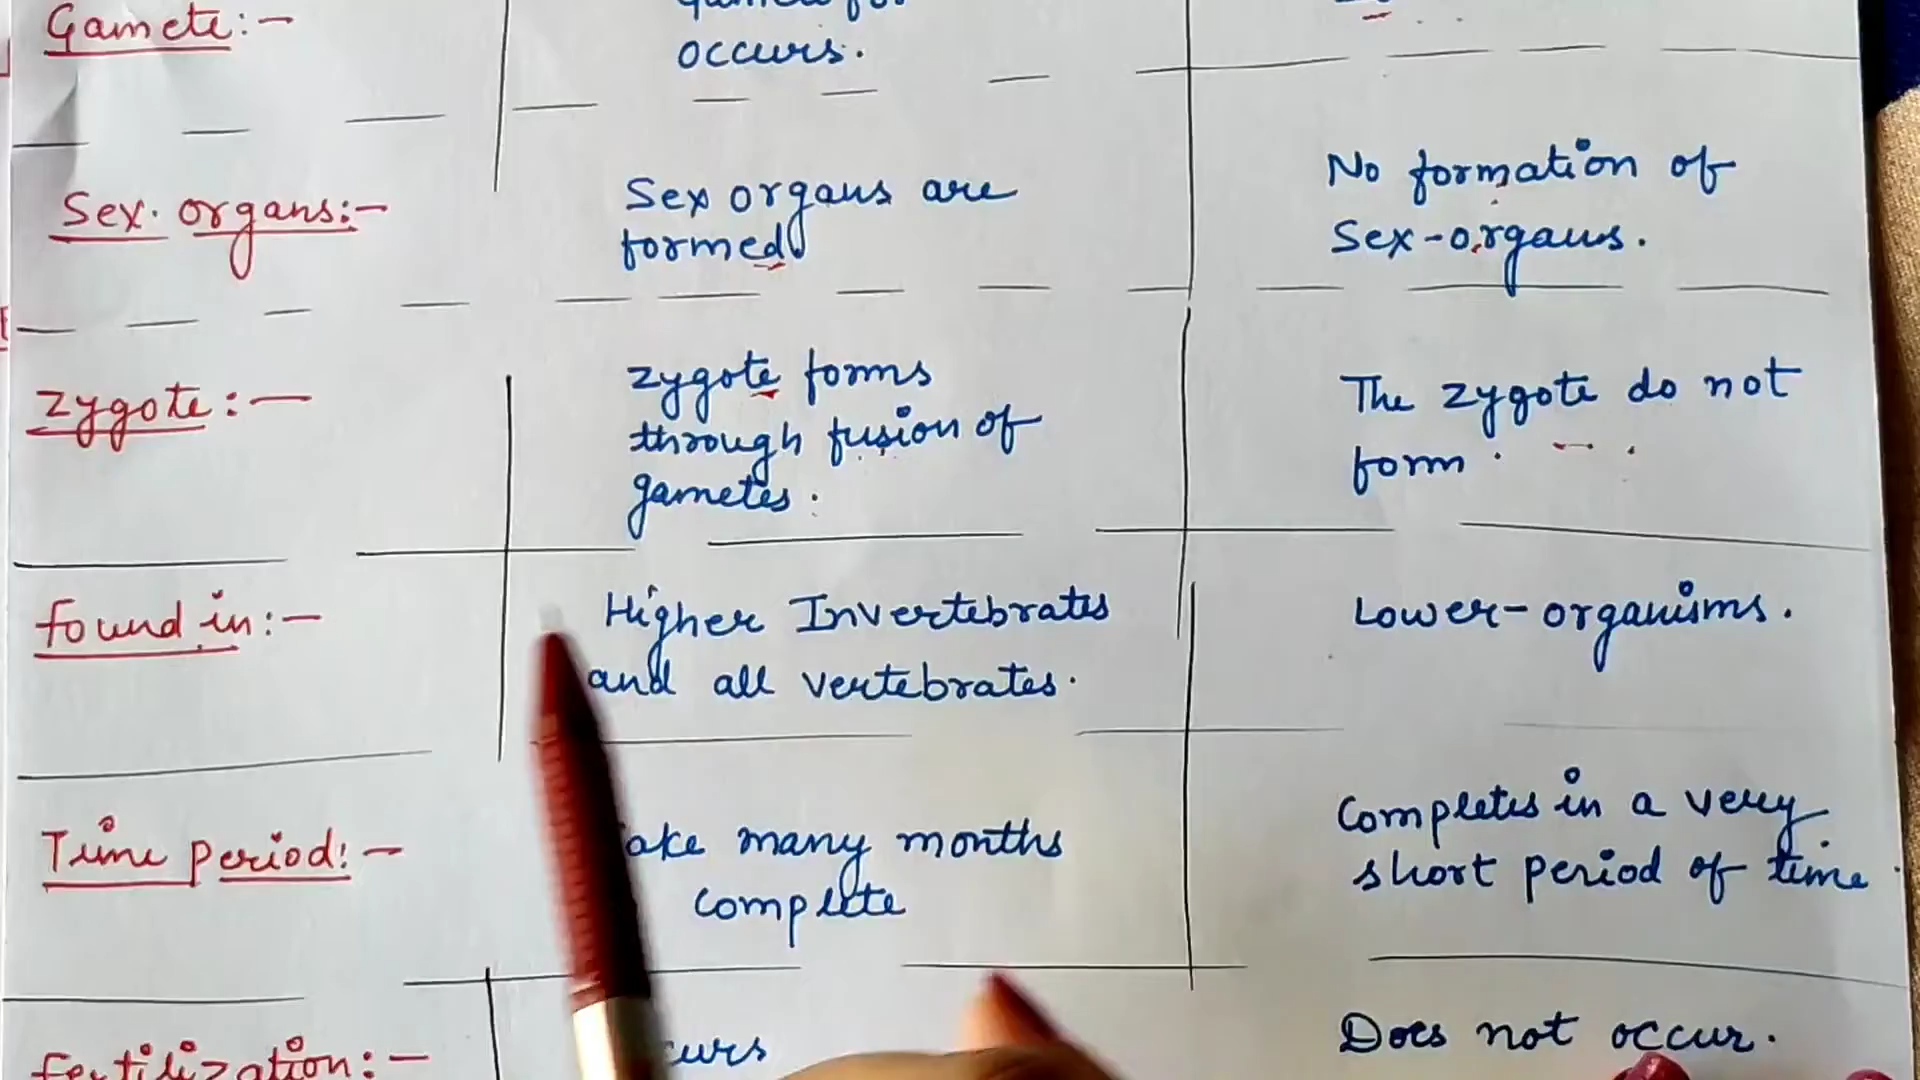 Gamete:-
occurs.
Sex organs:-
Sex organs are
formed
No formation of
Sex-organs.
Zygote:-
Zygote forms
through fusion of
gametes.
The zygote do not
form.
found in:-
Higher Invertebrates
and all vertebrates.
Lower-organisms.
Time period:-
many months
complete
Completes in a very
short period of time.
fertilization:-
Does not occur.